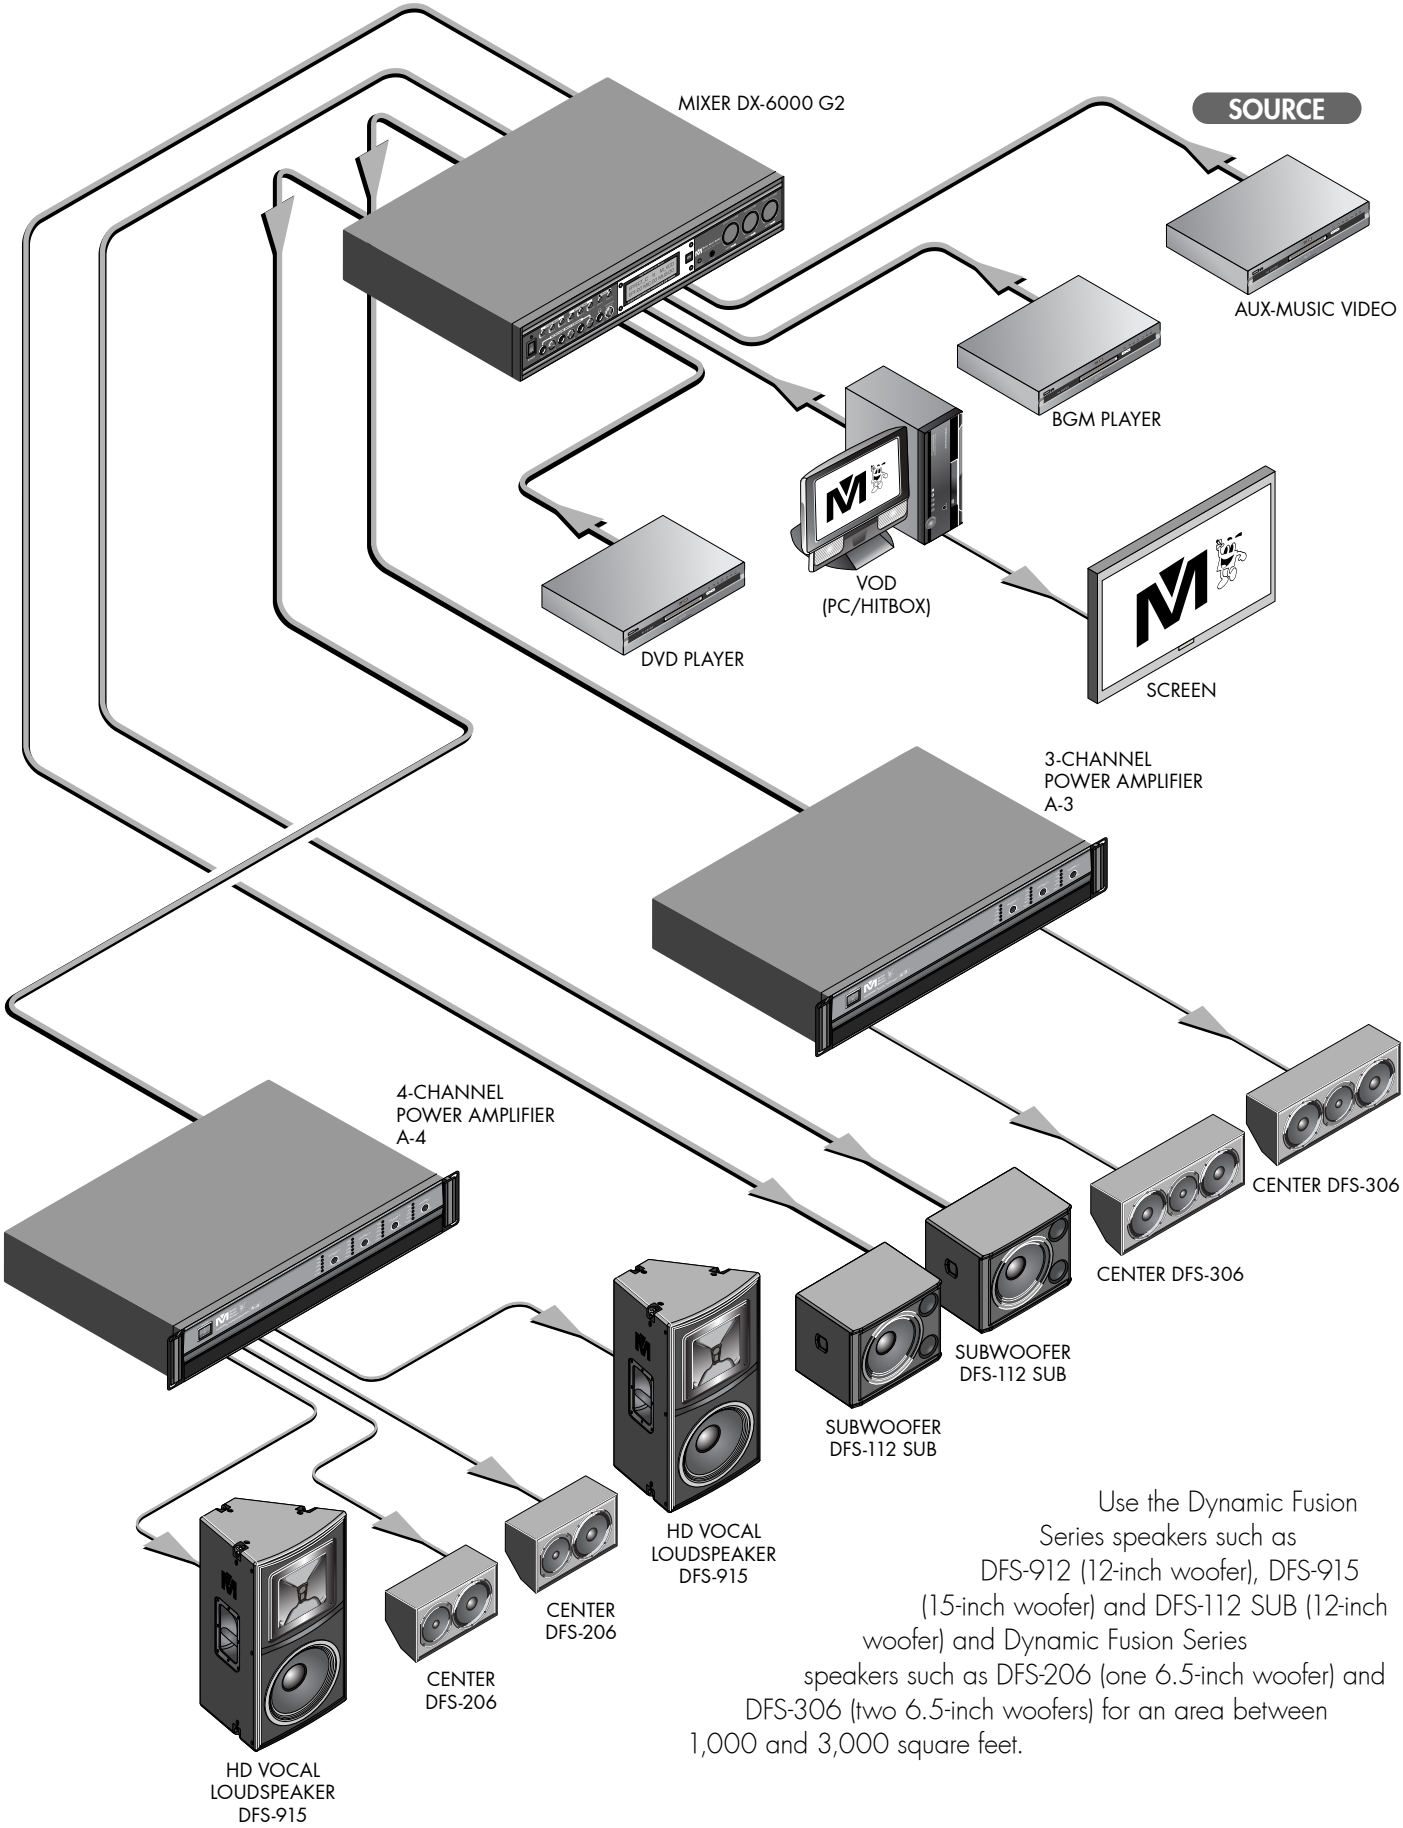 MIXER DX-6000 G2
SOURCE
AUX-MUSIC VIDEO
BGM PLAYER
VOD
(PC/HITBOX)
DVD PLAYER
SCREEN
3-CHANNEL
POWER AMPLIFIER
A-3
4-CHANNEL
POWER AMPLIFIER
A-4
CENTER DFS-306
CENTER DFS-306
SUBWOOFER
DFS-112 SUB
SUBWOOFER
DFS-112 SUB
HD VOCAL
LOUDSPEAKER
DFS-915
CENTER
DFS-206
CENTER
DFS-206
HD VOCAL
LOUDSPEAKER
DFS-915
Use the Dynamic Fusion
Series speakers such as
DFS-912 (12-inch woofer), DFS-915
(15-inch woofer) and DFS-112 SUB (12-inch
woofer) and Dynamic Fusion Series
speakers such as DFS-206 (one 6.5-inch woofer) and
DFS-306 (two 6.5-inch woofers) for an area between
1,000 and 3,000 square feet.